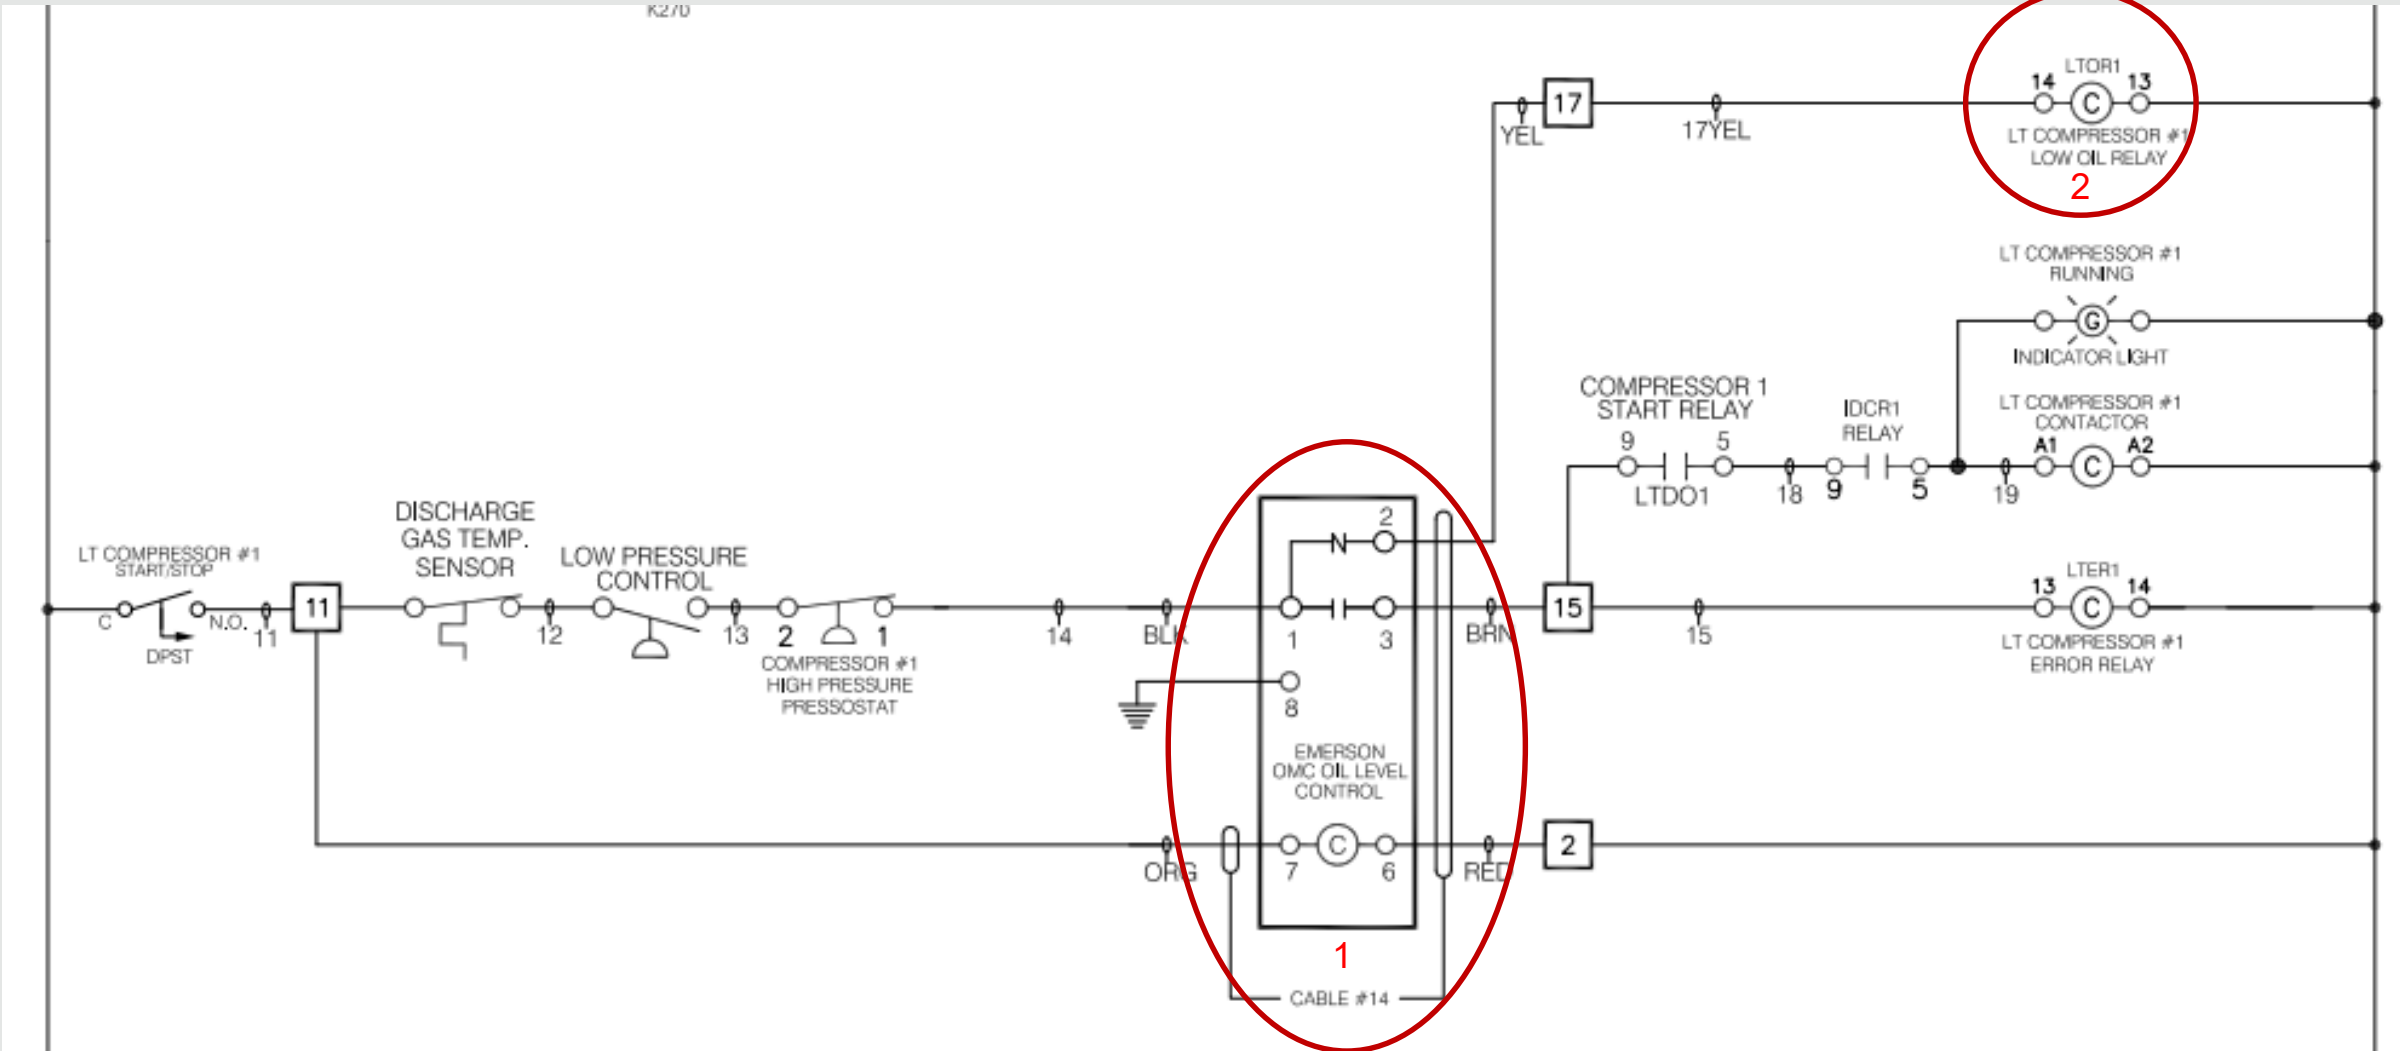 K270
LTOR1
14
C
13
LT COMPRESSOR #1
LOW OIL RELAY
2
YEL
17
17YEL
LT COMPRESSOR #1
RUNNING
G
INDICATOR LIGHT
COMPRESSOR 1
START RELAY
9
5
LTDO1
18
IDCR1
RELAY
9
5
19
LT COMPRESSOR #1
CONTACTOR
A1
C
A2
LT COMPRESSOR #1
START/STOP
C
N.O.
DPST
11
11
DISCHARGE
GAS TEMP.
SENSOR
12
LOW PRESSURE
CONTROL
13
2
1
COMPRESSOR #1
HIGH PRESSURE
PRESSOSTAT
14
BLK
N
2
1
3
8
EMERSON
OMC OIL LEVEL
CONTROL
BRN
15
15
LTER1
13
C
14
LT COMPRESSOR #1
ERROR RELAY
ORG
7
C
6
RED
2
1
CABLE #14